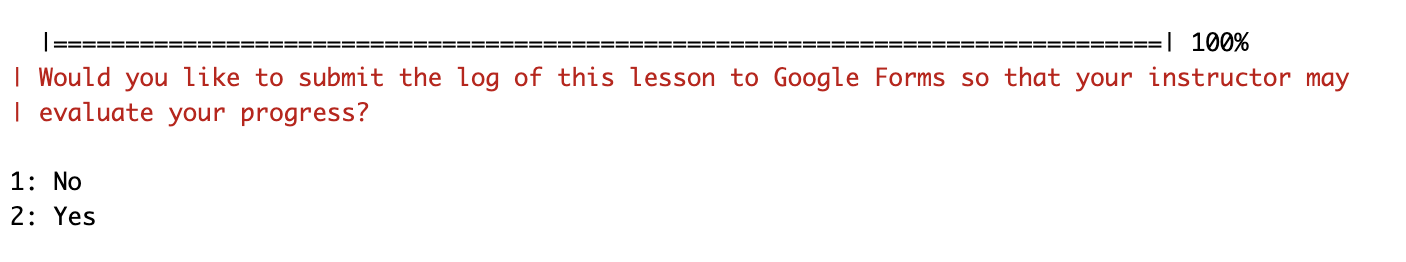 |=============================================================================| 100%
| Would you like to submit the log of this lesson to Google Forms so that your instructor may
| evaluate your progress?
1: No
2: Yes